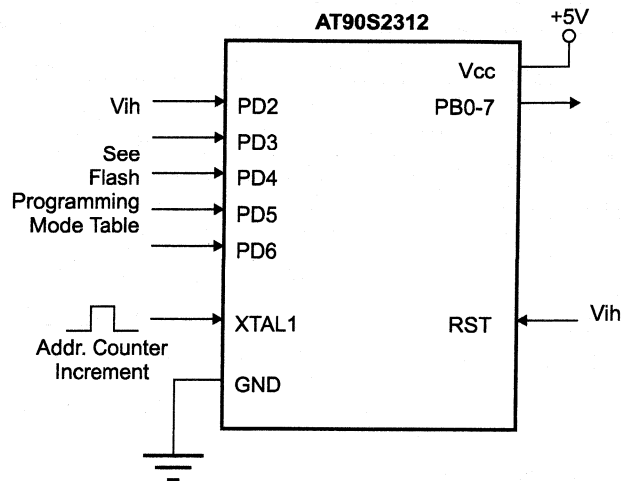 AT90S2312
+5V
Vcc
Vih
PD2
PB0-7
PD3
See
Flash
Programming
Mode Table
PD4
PD5
PD6
XTAL1
RST
Vih
Addr. Counter
Increment
GND